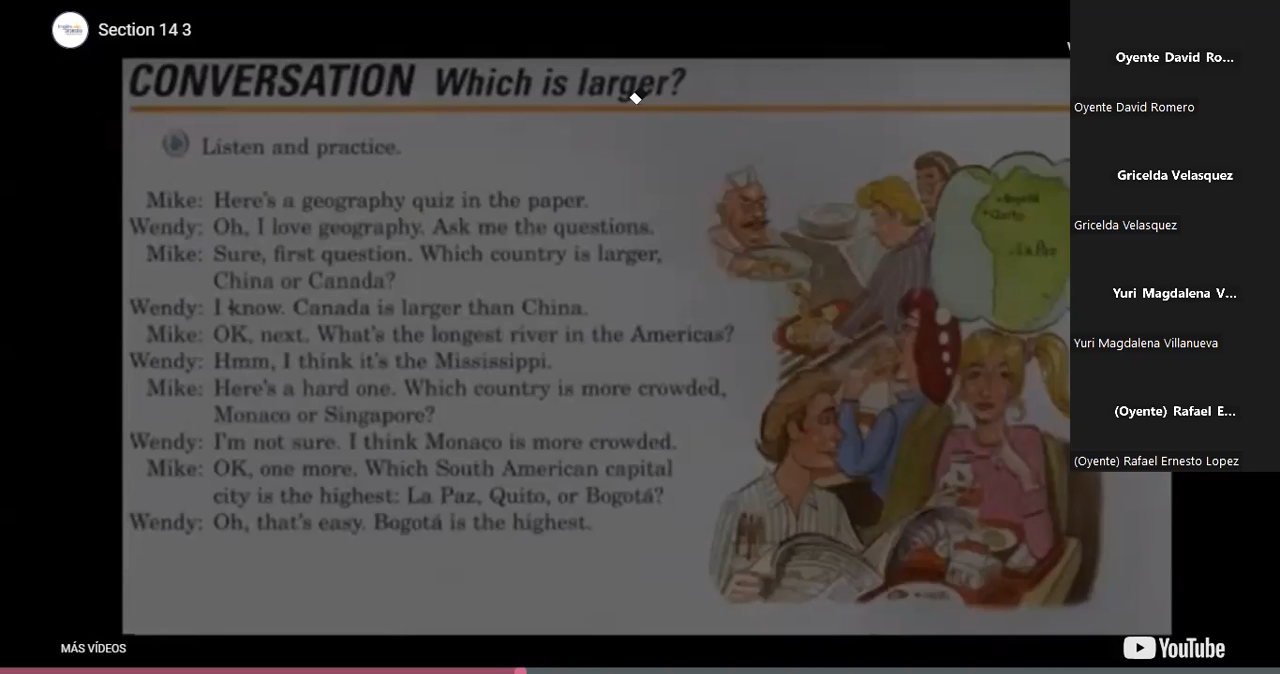 Section 14 3
CONVERSATION Which is larger?
Listen and practice.
Mike: Here's a geography quiz in the paper.
Wendy: Oh, I love geography. Ask me the questions.
Mike: Sure, first question. Which country is larger,
China or Canada?
Wendy: I know. Canada is larger than China.
Mike: OK, next. What's the longest river in the Americas?
Wendy: Hmm, I think it's the Mississippi.
Mike: Here's a hard one. Which country is more crowded,
Monaco or Singapore?
Wendy: I'm not sure. I think Monaco is more crowded.
Mike: OK, one more. Which South American capital
city is the highest: La Paz, Quito, or Bogotá?
Wendy: Oh, that's easy. Bogotá is the highest.
Bogotá
Quito
La Paz
Oyente David Ro...
Oyente David Romero
Gricelda Velasquez
Gricelda Velasquez
Yuri Magdalena V...
Yuri Magdalena Villanueva
(Oyente) Rafael E...
(Oyente) Rafael Ernesto Lopez
MÁS VÍDEOS
YouTube